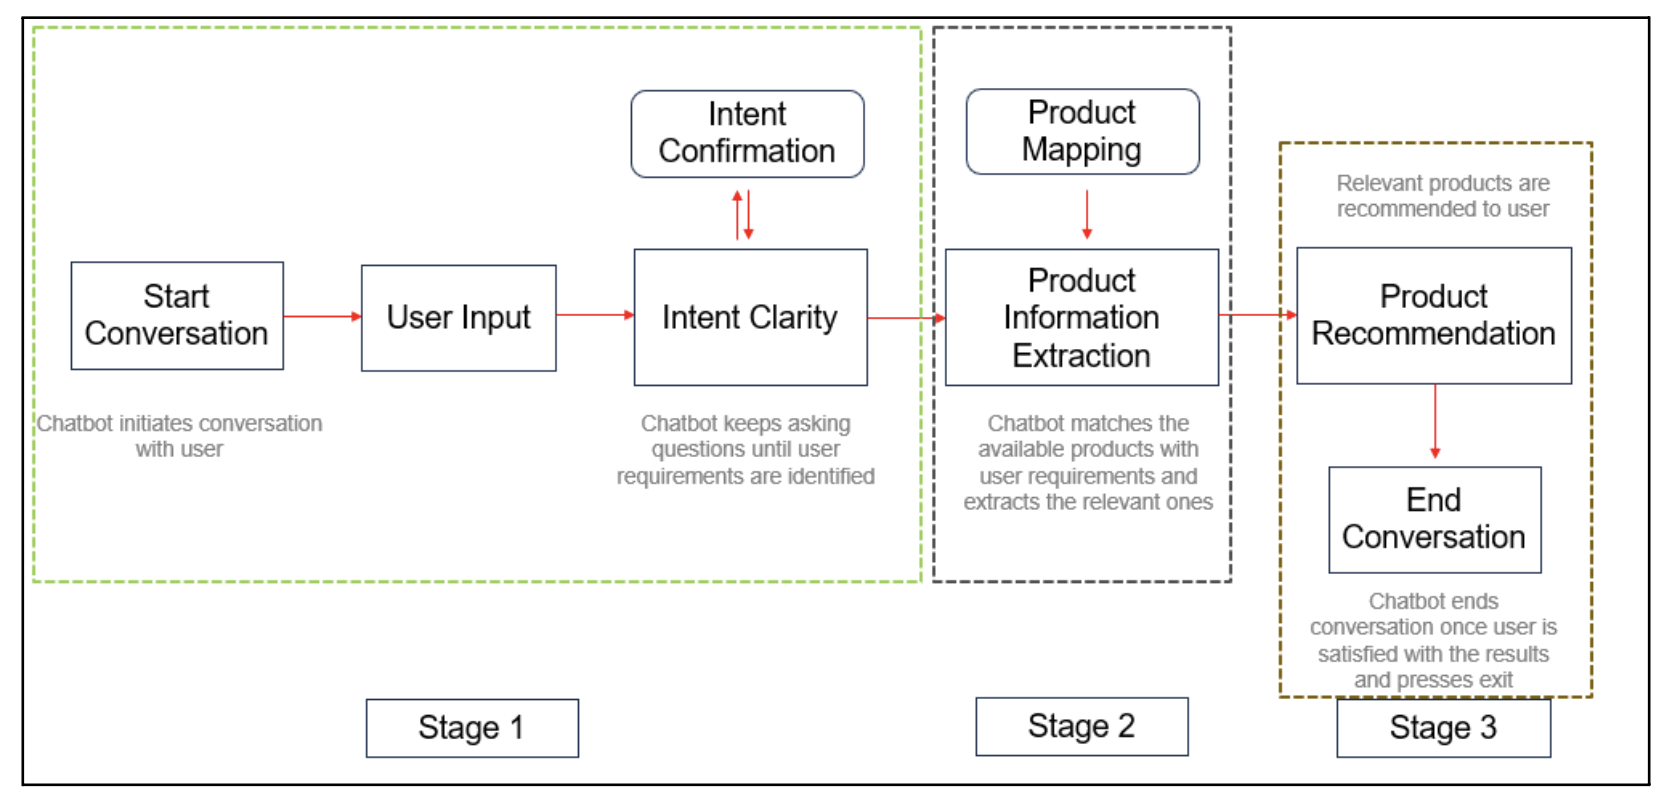 Intent
Confirmation
Product
Mapping
Relevant products are
recommended to user
Start
Conversation
User Input
Intent Clarity
Product
Information
Extraction
Product
Recommendation
Chatbot initiates conversation
with user
Chatbot keeps asking
questions until user
requirements are identified
Chatbot matches the
available products with
user requirements and
extracts the relevant ones
End
Conversation
Chatbot ends
conversation once user is
satisfied with the results
and presses exit
Stage 1
Stage 2
Stage 3